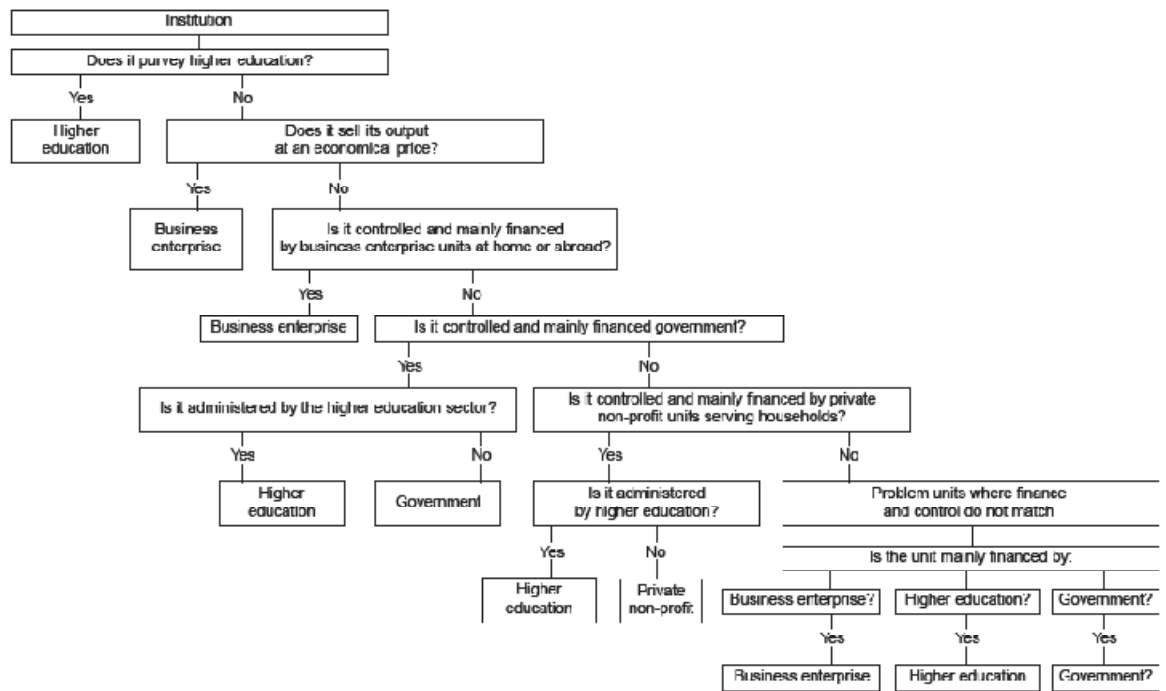 Institution
Does it purvey higher education?
Yes
No
Higher
education
Does it sell its output
at an economical price?
Yes
No
Business
enterprise
Is it controlled and mainly financed
by business enterprise units at home or abroad?
Yes
No
Business enterprise
Is it controlled and mainly financed government?
Yes
No
Is it administered by the higher education sector?
Is it controlled and mainly financed by private
non-profit units serving households?
Yes
No
Yes
No
Higher
education
Government
Is it administered
by higher education?
Problem units where finance
and control do not match
Yes
No
Is the unit mainly financed by:
Higher
education
Private
non-profit
Business enterprise?
Higher education?
Government?
Yes
Yes
Yes
Business enterprise
Higher education
Government?